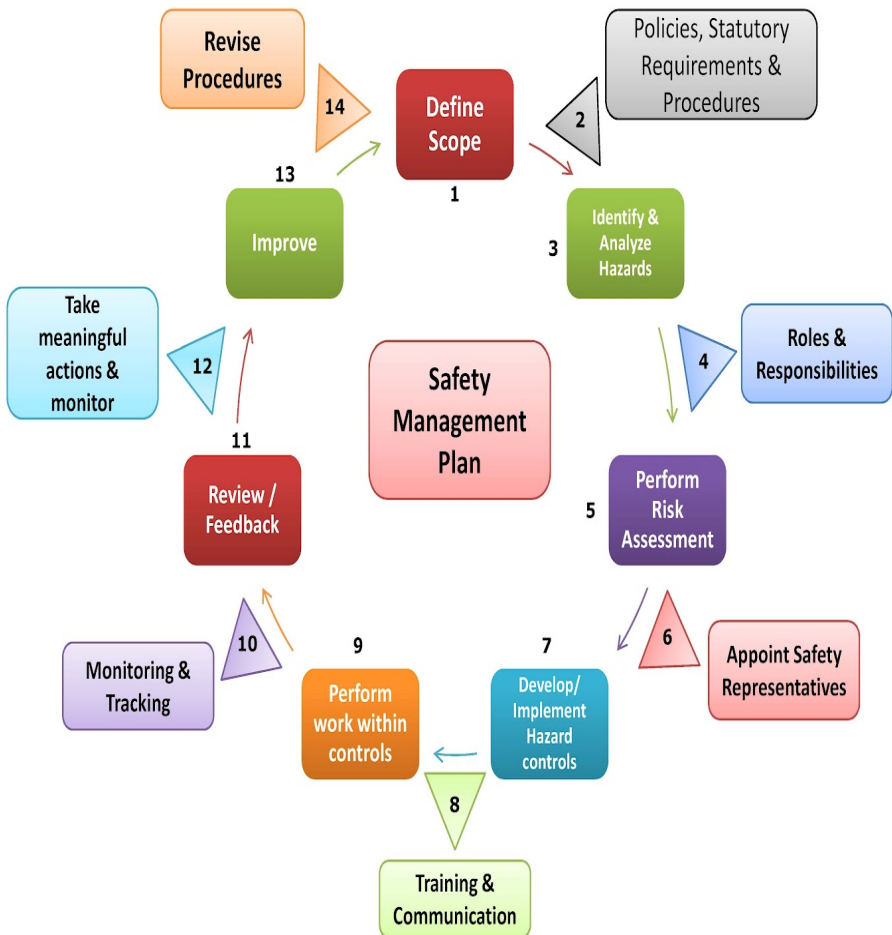 Revise
Procedures
14
Define
Scope
1
2
Policies, Statutory
Requirements &
Procedures
13
Improve
3
Identify &
Analyze
Hazards
Take
meaningful
actions &
monitor
12
Safety
Management
Plan
4
Roles &
Responsibilities
11
Review /
Feedback
5
Perform
Risk
Assessment
10
Monitoring &
Tracking
9
Perform
work within
controls
7
Develop/
Implement
Hazard
controls
6
Appoint Safety
Representatives
8
Training &
Communication